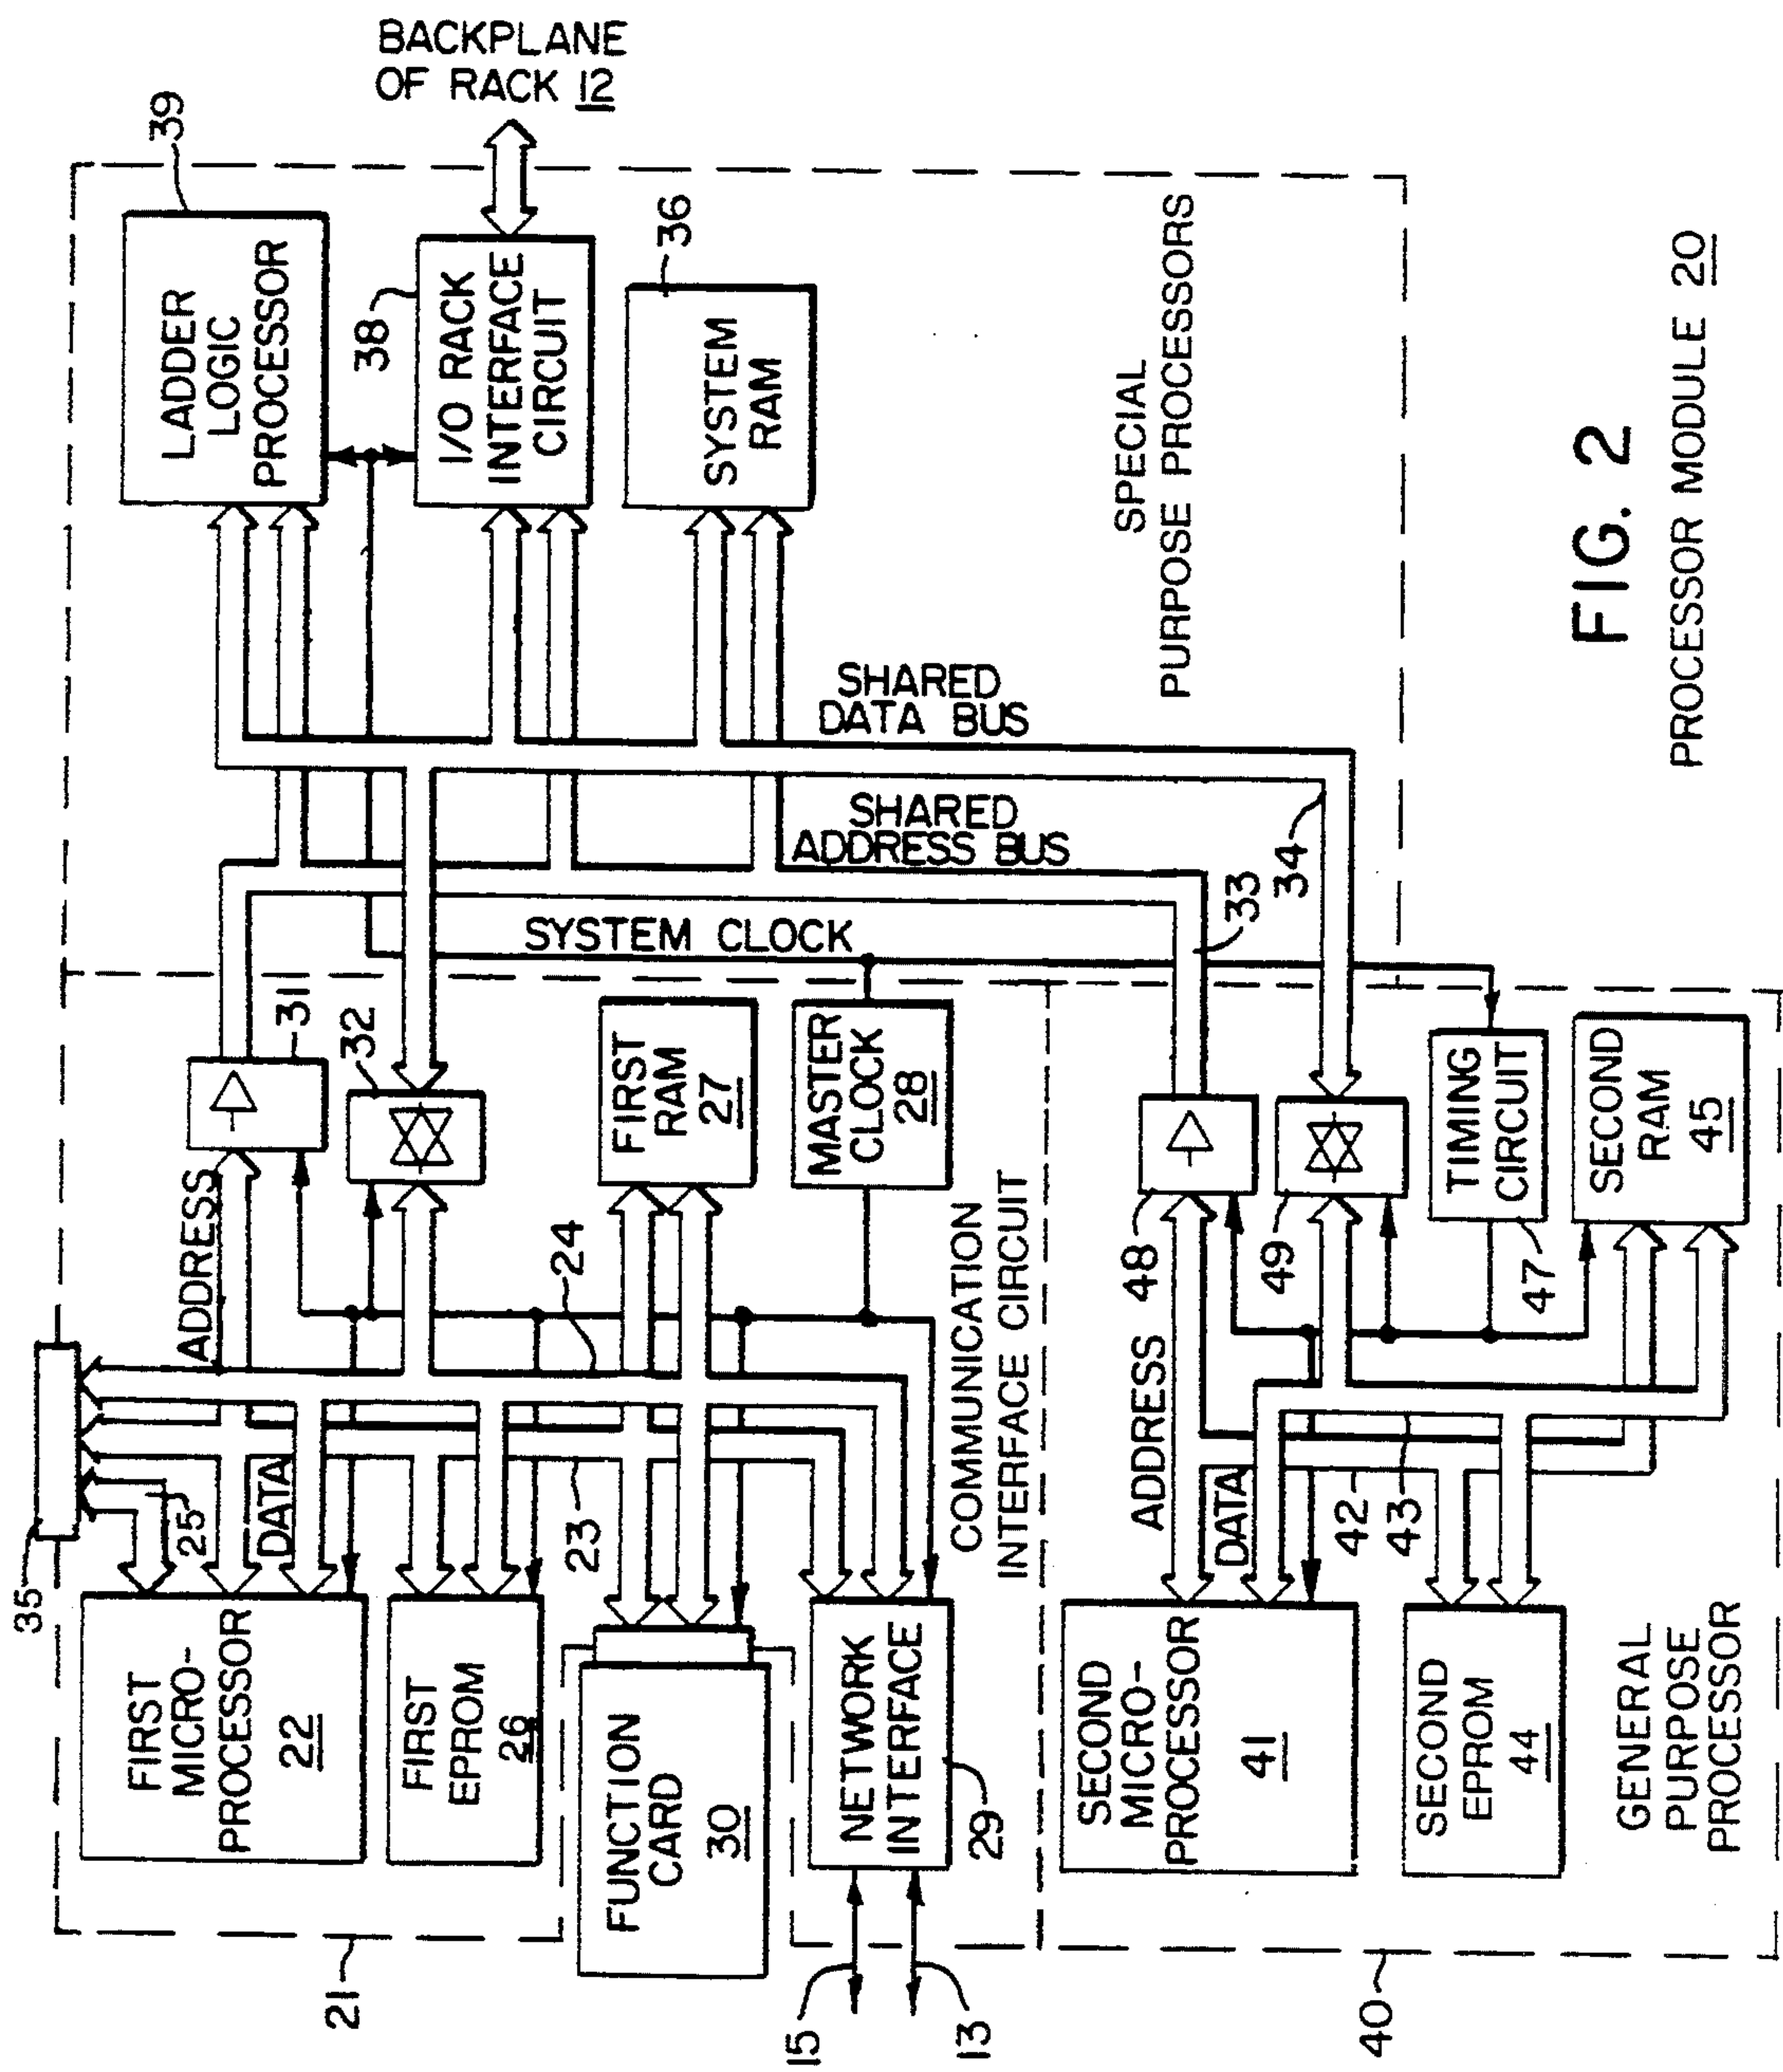 BACKPLANE
OF RACK 12
39
LADDER
LOGIC
PROCESSOR
38
I/O RACK
INTERFACE
CIRCUIT
36
SYSTEM
RAM
SPECIAL
PURPOSE PROCESSORS
SHARED
DATA BUS
SHARED
ADDRESS BUS
34
33
SYSTEM CLOCK
31
32
FIRST
RAM
27
MASTER
CLOCK
28
ADDRESS
24
COMMUNICATION
INTERFACE CIRCUIT
35
25
DATA
23
FIRST
MICRO-
PROCESSOR
22
FIRST
EPROM
26
FUNCTION
CARD
30
NETWORK
INTERFACE
29
21
15
13
48
49
TIMING
CIRCUIT
47
SECOND
RAM
45
ADDRESS
DATA
42
43
SECOND
MICRO-
PROCESSOR
41
SECOND
EPROM
44
GENERAL
PURPOSE
PROCESSOR
40
FIG. 2
PROCESSOR MODULE 20